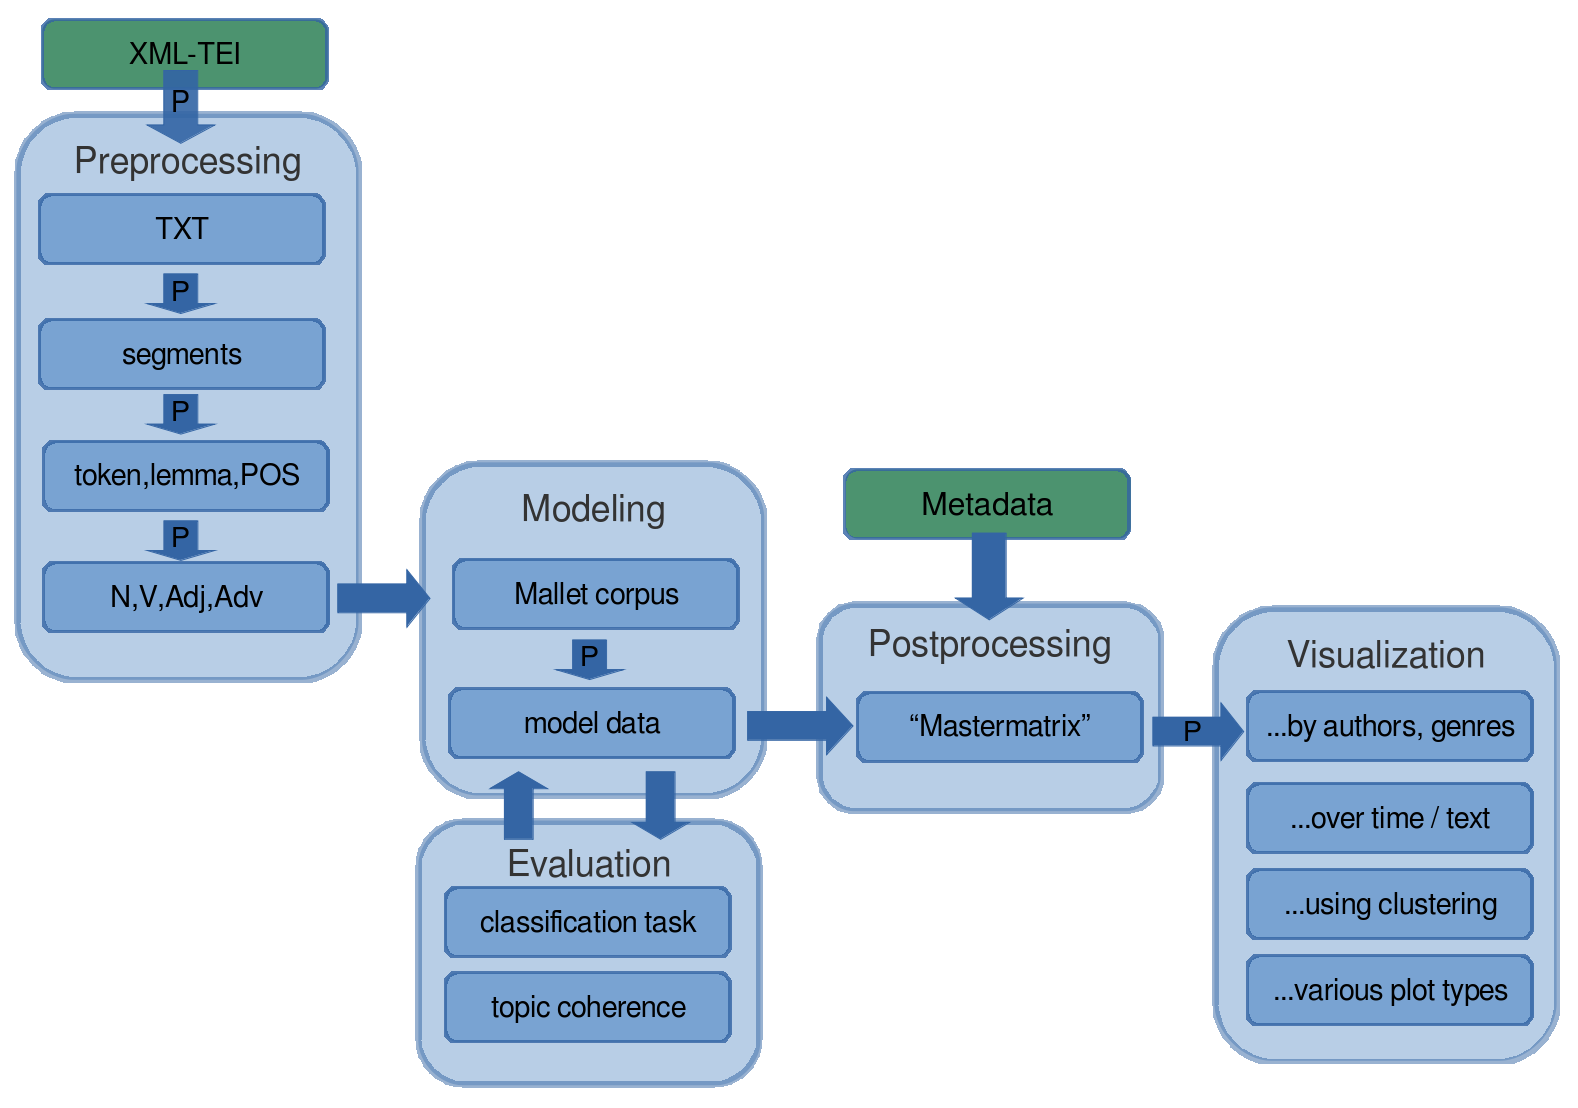 XML-TEI
P
Preprocessing
TXT
P
segments
P
token,lemma,POS
P
N,V,Adj,Adv
Modeling
Mallet corpus
P
model data
Evaluation
classification task
topic coherence
Metadata
Postprocessing
“Mastermatrix”
P
Visualization
...by authors, genres
...over time / text
...using clustering
...various plot types